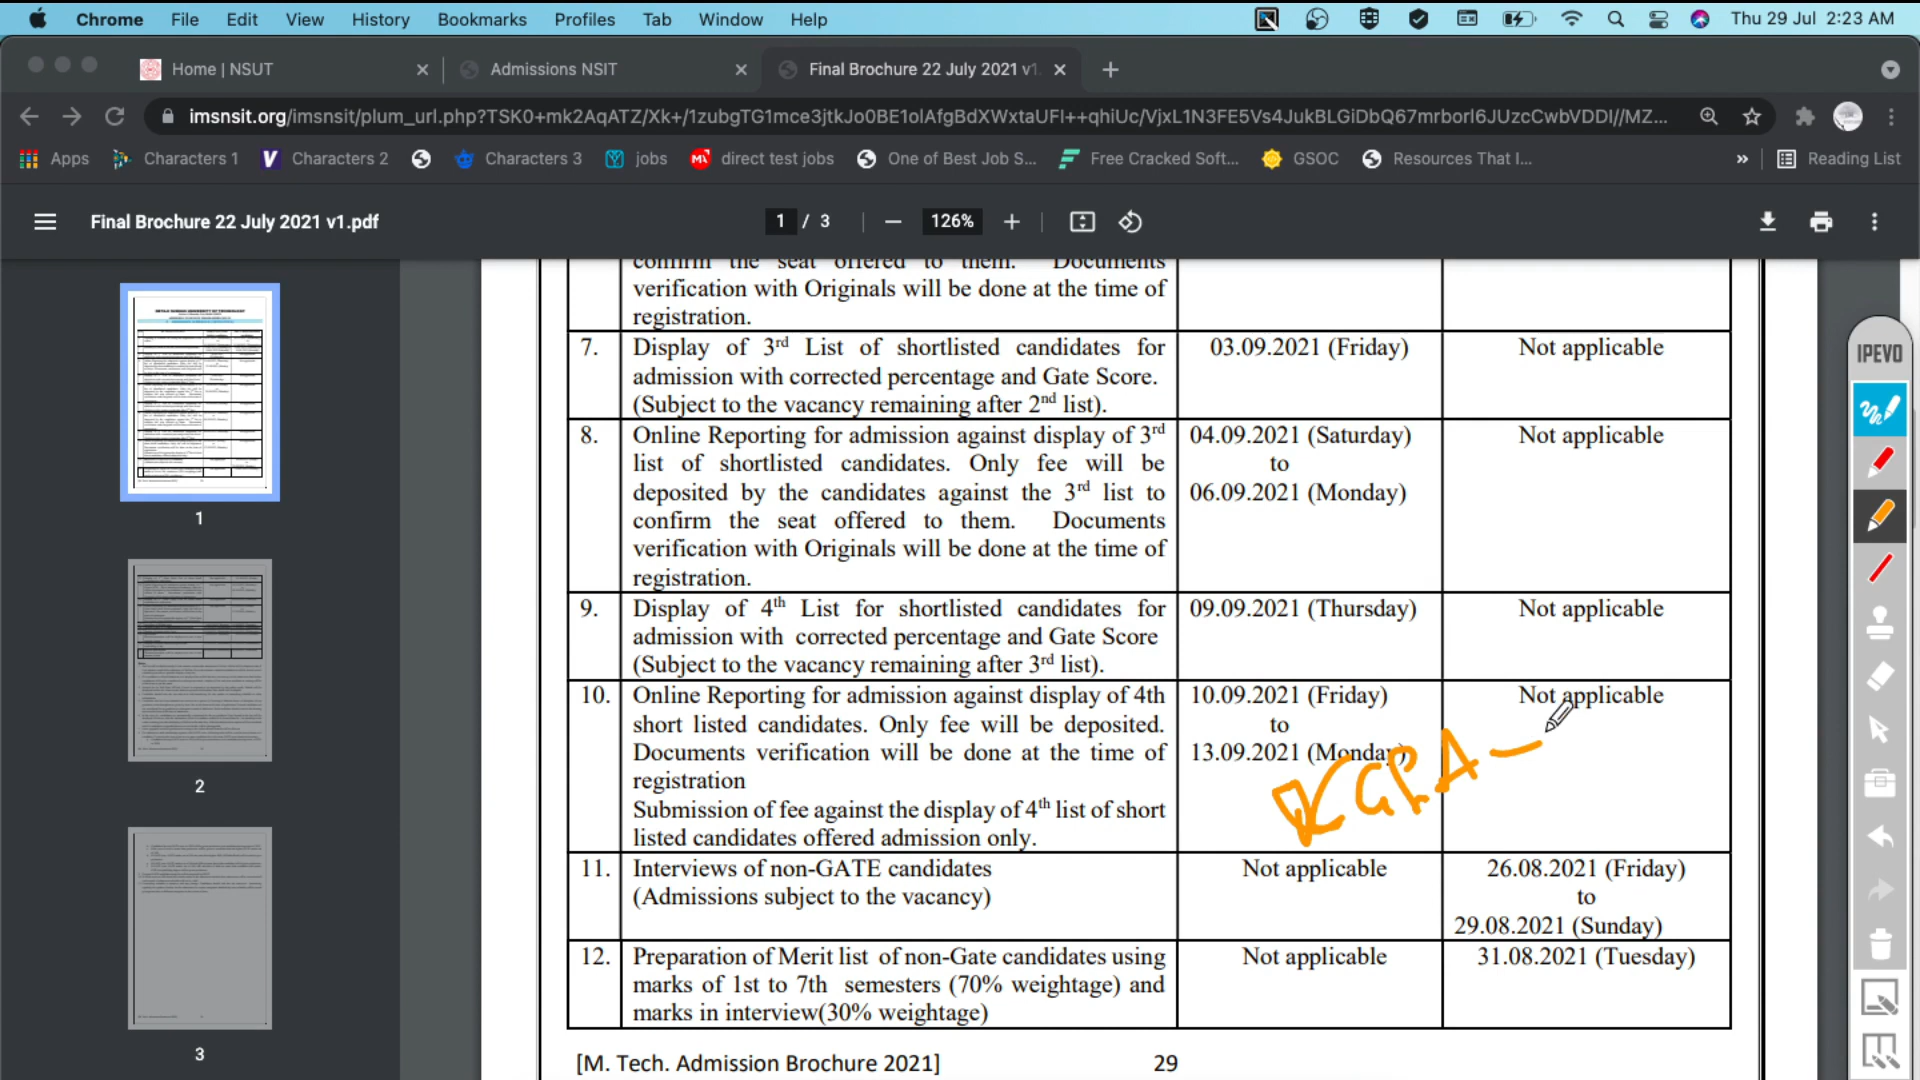 Chrome File Edit View History Bookmarks Profiles Tab Window Help Thu 29 Jul 2:23 AM
Home | NSUT Admissions NSIT Final Brochure 22 July 2021 v1.
imsnsit.org/imsnsit/plum_url.php?TSK0+mk2AqATZ/Xk+/1zubgTG1mce3jtkJo0BE1olAfgBdXWxtaUFI++qhiUc/VjxL1N3FE5Vs4JukBLGiDbQ67mrborl6JUzcCwbVDDI//MZ...
Apps Characters 1 Characters 2 Characters 3 jobs direct test jobs One of Best Job S... Free Cracked Soft... GSOC Resources That I... » Reading List
Final Brochure 22 July 2021 v1.pdf 1 / 3 126%
confirm the seat offered to them. Documents
verification with Originals will be done at the time of
registration.
7. Display of 3rd List of shortlisted candidates for 03.09.2021 (Friday) Not applicable
admission with corrected percentage and Gate Score.
(Subject to the vacancy remaining after 2nd list).
8. Online Reporting for admission against display of 3rd 04.09.2021 (Saturday) Not applicable
list of shortlisted candidates. Only fee will be to
deposited by the candidates against the 3rd list to 06.09.2021 (Monday)
confirm the seat offered to them. Documents
verification with Originals will be done at the time of
registration.
9. Display of 4th List for shortlisted candidates for 09.09.2021 (Thursday) Not applicable
admission with corrected percentage and Gate Score
(Subject to the vacancy remaining after 3rd list).
10. Online Reporting for admission against display of 4th 10.09.2021 (Friday) Not applicable
short listed candidates. Only fee will be deposited. to
Documents verification will be done at the time of 13.09.2021 (Monday)
registration
Submission of fee against the display of 4th list of short
listed candidates offered admission only.
CGPA -
11. Interviews of non-GATE candidates Not applicable 26.08.2021 (Friday)
(Admissions subject to the vacancy) to
29.08.2021 (Sunday)
12. Preparation of Merit list of non-Gate candidates using Not applicable 31.08.2021 (Tuesday)
marks of 1st to 7th semesters (70% weightage) and
marks in interview(30% weightage)
[M. Tech. Admission Brochure 2021] 29
1
2
3
IPEVO